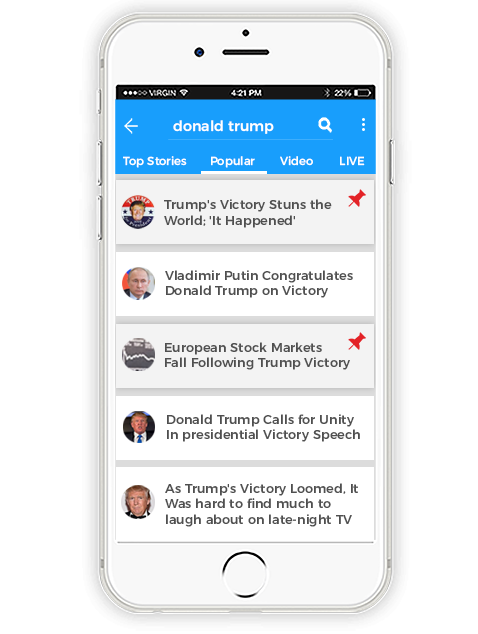 VIRGIN 4:21 PM 22%
donald trump
Top Stories Popular Video LIVE
TRUMP
Trump's Victory Stuns the
World; 'It Happened'
Vladimir Putin Congratulates
Donald Trump on Victory
European Stock Markets
Fall Following Trump Victory
Donald Trump Calls for Unity
In presidential Victory Speech
As Trump's Victory Loomed, It
Was hard to find much to
laugh about on late-night TV